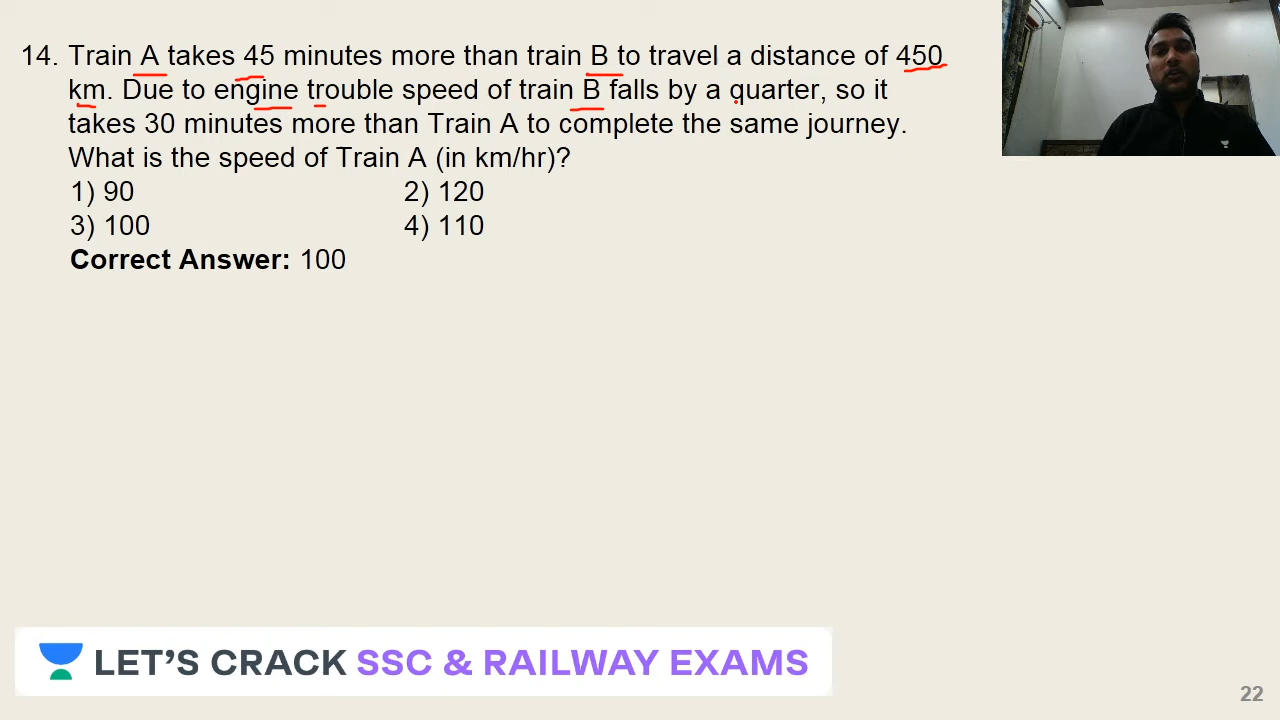 14. Train A takes 45 minutes more than train B to travel a distance of 450
km. Due to engine trouble speed of train B falls by a quarter, so it
takes 30 minutes more than Train A to complete the same journey.
What is the speed of Train A (in km/hr)?
1) 90 2) 120
3) 100 4) 110
Correct Answer: 100
LET'S CRACK SSC & RAILWAY EXAMS
22